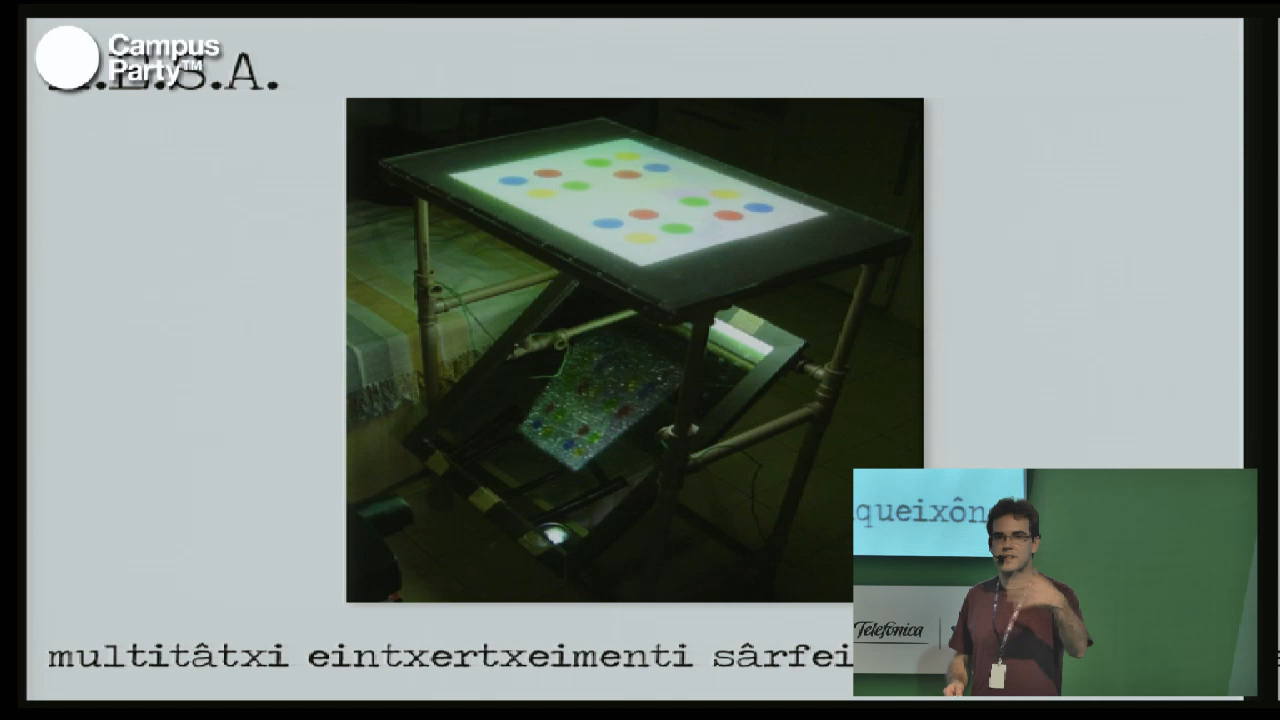 Campus
Party™
.E.S.A.
queixôn
Telefónica
multitâtxi eintxertxeimenti sârfei